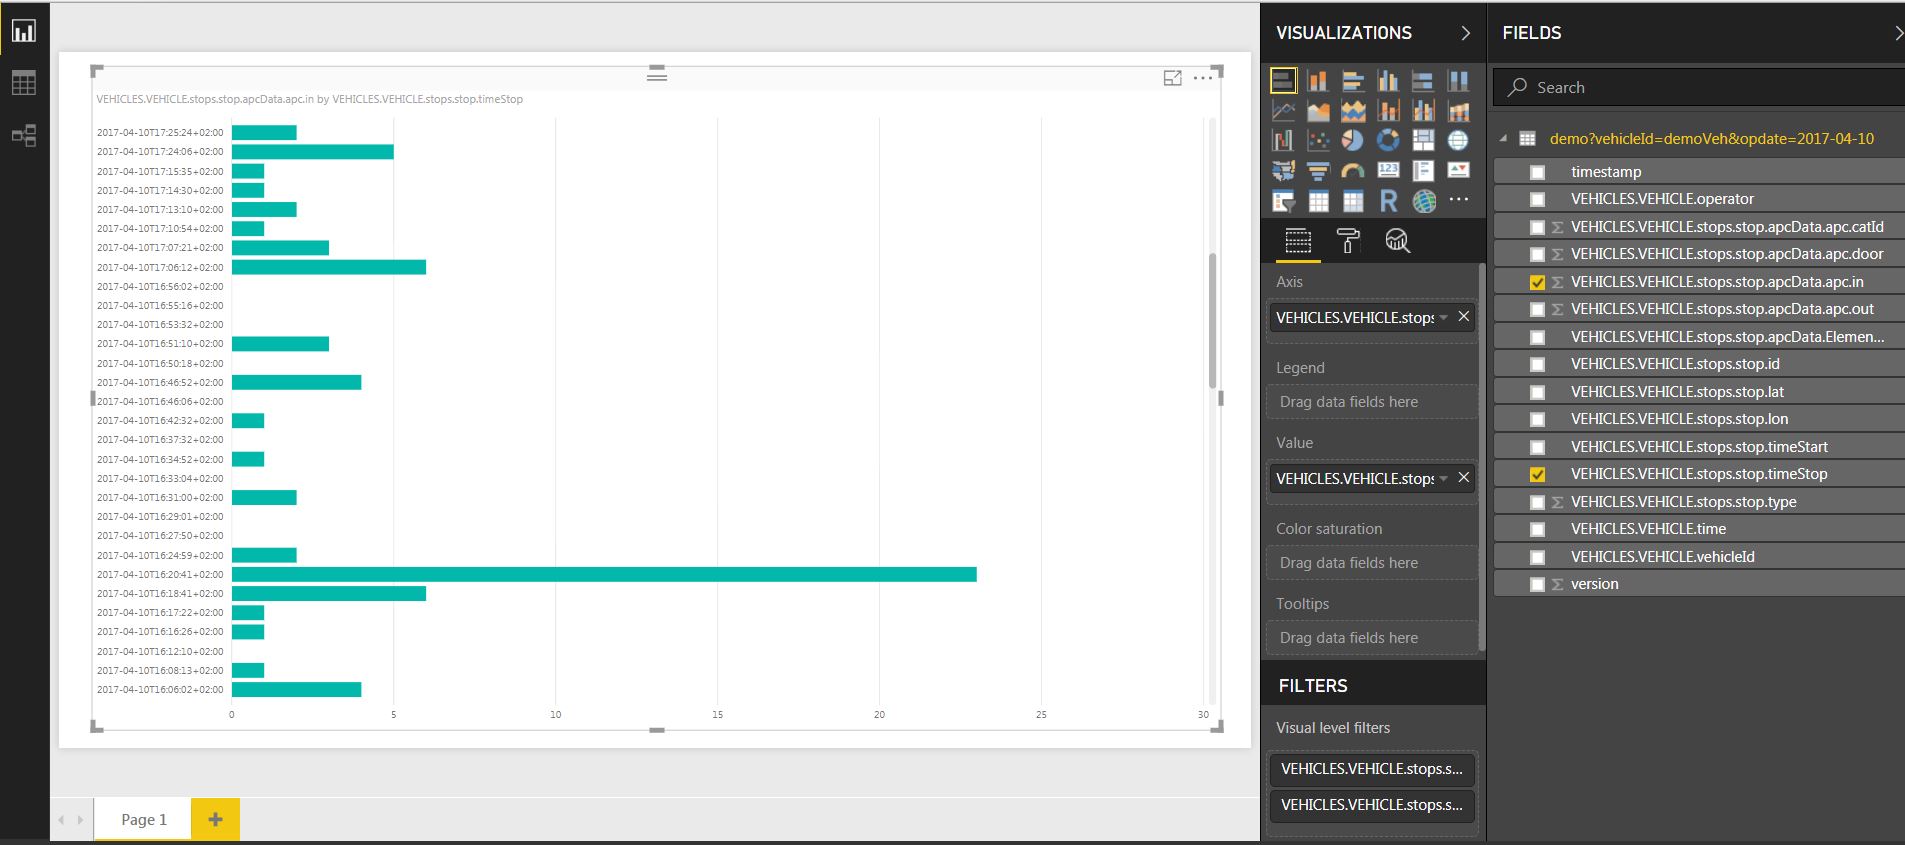 VEHICLES.VEHICLE.stops.stop.apcData.apc.in by VEHICLES.VEHICLE.stops.stop.timeStop
2017-04-10T17:25:24+02:00
2017-04-10T17:24:06+02:00
2017-04-10T17:15:35+02:00
2017-04-10T17:14:30+02:00
2017-04-10T17:13:10+02:00
2017-04-10T17:10:54+02:00
2017-04-10T17:07:21+02:00
2017-04-10T17:06:12+02:00
2017-04-10T16:56:02+02:00
2017-04-10T16:55:16+02:00
2017-04-10T16:53:32+02:00
2017-04-10T16:51:10+02:00
2017-04-10T16:50:18+02:00
2017-04-10T16:46:52+02:00
2017-04-10T16:46:06+02:00
2017-04-10T16:42:32+02:00
2017-04-10T16:37:32+02:00
2017-04-10T16:34:52+02:00
2017-04-10T16:33:04+02:00
2017-04-10T16:31:00+02:00
2017-04-10T16:29:01+02:00
2017-04-10T16:27:50+02:00
2017-04-10T16:24:59+02:00
2017-04-10T16:20:41+02:00
2017-04-10T16:18:41+02:00
2017-04-10T16:17:22+02:00
2017-04-10T16:16:26+02:00
2017-04-10T16:12:10+02:00
2017-04-10T16:08:13+02:00
2017-04-10T16:06:02+02:00
0 5 10 15 20 25 30
Page 1
VISUALIZATIONS
123
R
Axis
VEHICLES.VEHICLE.stops
Legend
Drag data fields here
Value
VEHICLES.VEHICLE.stops
Color saturation
Drag data fields here
Tooltips
Drag data fields here
FILTERS
Visual level filters
VEHICLES.VEHICLE.stops.s...
VEHICLES.VEHICLE.stops.s...
FIELDS
Search
demo?vehicleId=demoVeh&opdate=2017-04-10
timestamp
VEHICLES.VEHICLE.operator
Σ VEHICLES.VEHICLE.stops.stop.apcData.apc.catId
Σ VEHICLES.VEHICLE.stops.stop.apcData.apc.door
Σ VEHICLES.VEHICLE.stops.stop.apcData.apc.in
Σ VEHICLES.VEHICLE.stops.stop.apcData.apc.out
VEHICLES.VEHICLE.stops.stop.apcData.Elemen...
VEHICLES.VEHICLE.stops.stop.id
VEHICLES.VEHICLE.stops.stop.lat
VEHICLES.VEHICLE.stops.stop.lon
VEHICLES.VEHICLE.stops.stop.timeStart
VEHICLES.VEHICLE.stops.stop.timeStop
Σ VEHICLES.VEHICLE.stops.stop.type
VEHICLES.VEHICLE.time
VEHICLES.VEHICLE.vehicleId
Σ version